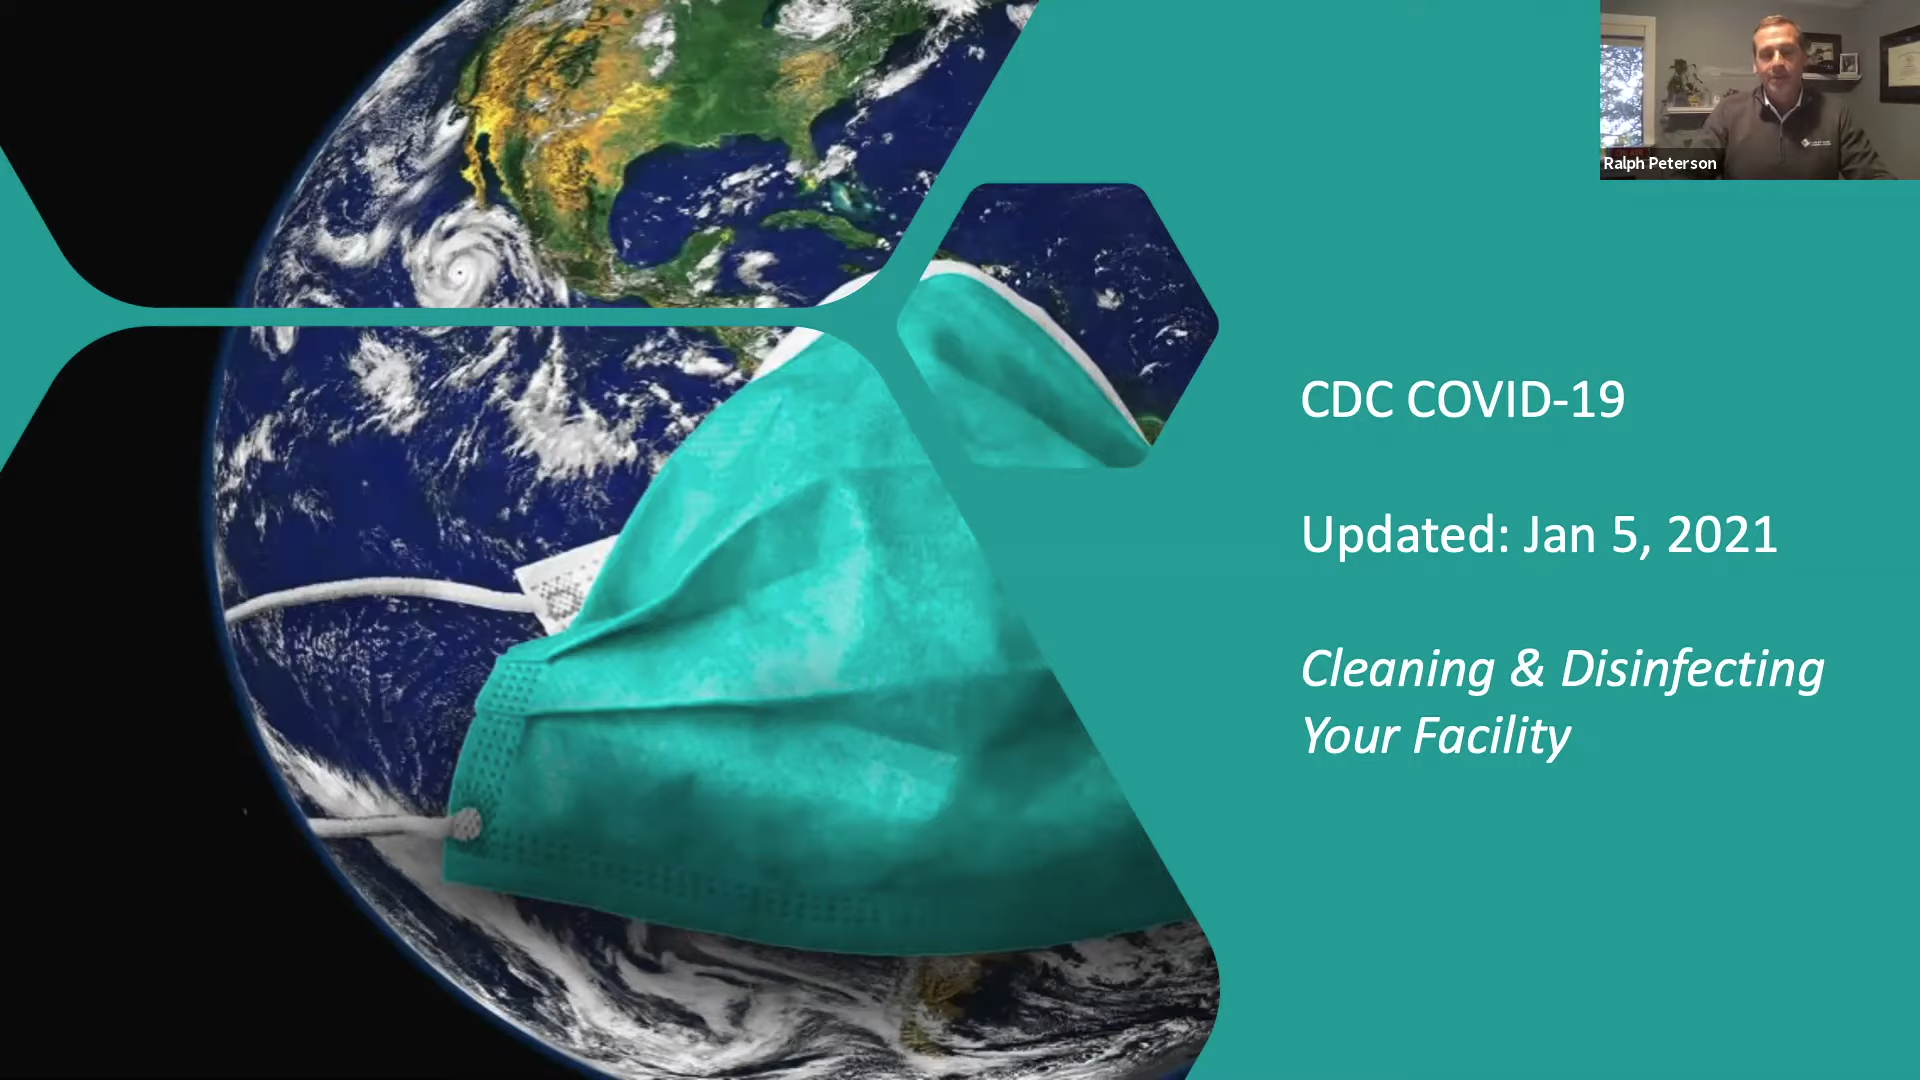 Ralph Peterson
CDC COVID-19
Updated: Jan 5, 2021
Cleaning & Disinfecting
Your Facility